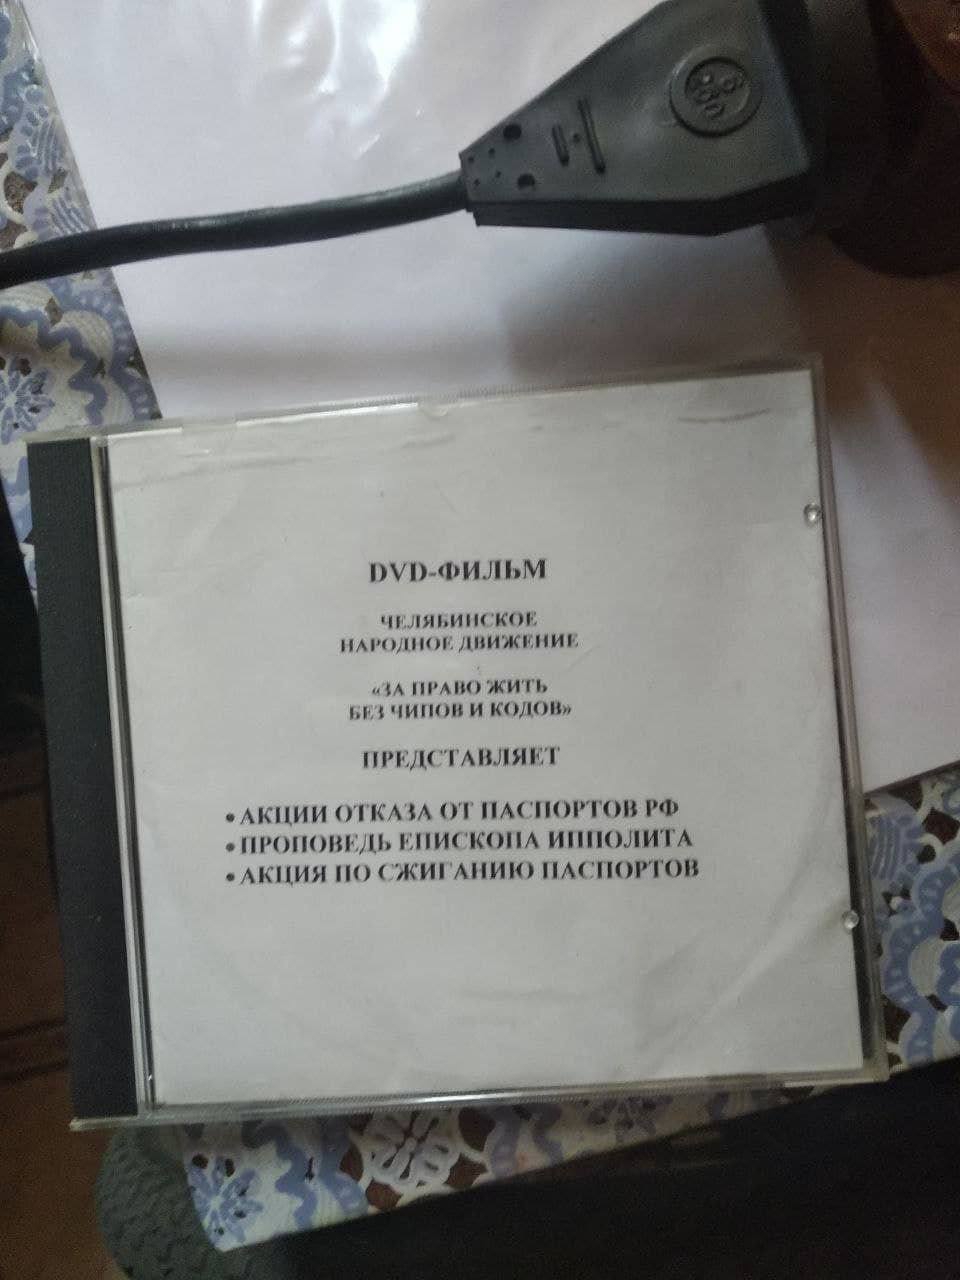 DVD-ФИЛЬМ
ЧЕЛЯБИНСКОЕ
НАРОДНОЕ ДВИЖЕНИЕ
«ЗА ПРАВО ЖИТЬ
БЕЗ ЧИПОВ И КОДОВ»
ПРЕДСТАВЛЯЕТ
•АКЦИИ ОТКАЗА ОТ ПАСПОРТОВ РФ
•ПРОПОВЕДЬ ЕПИСКОПА ИППОЛИТА
•АКЦИЯ ПО СЖИГАНИЮ ПАСПОРТОВ